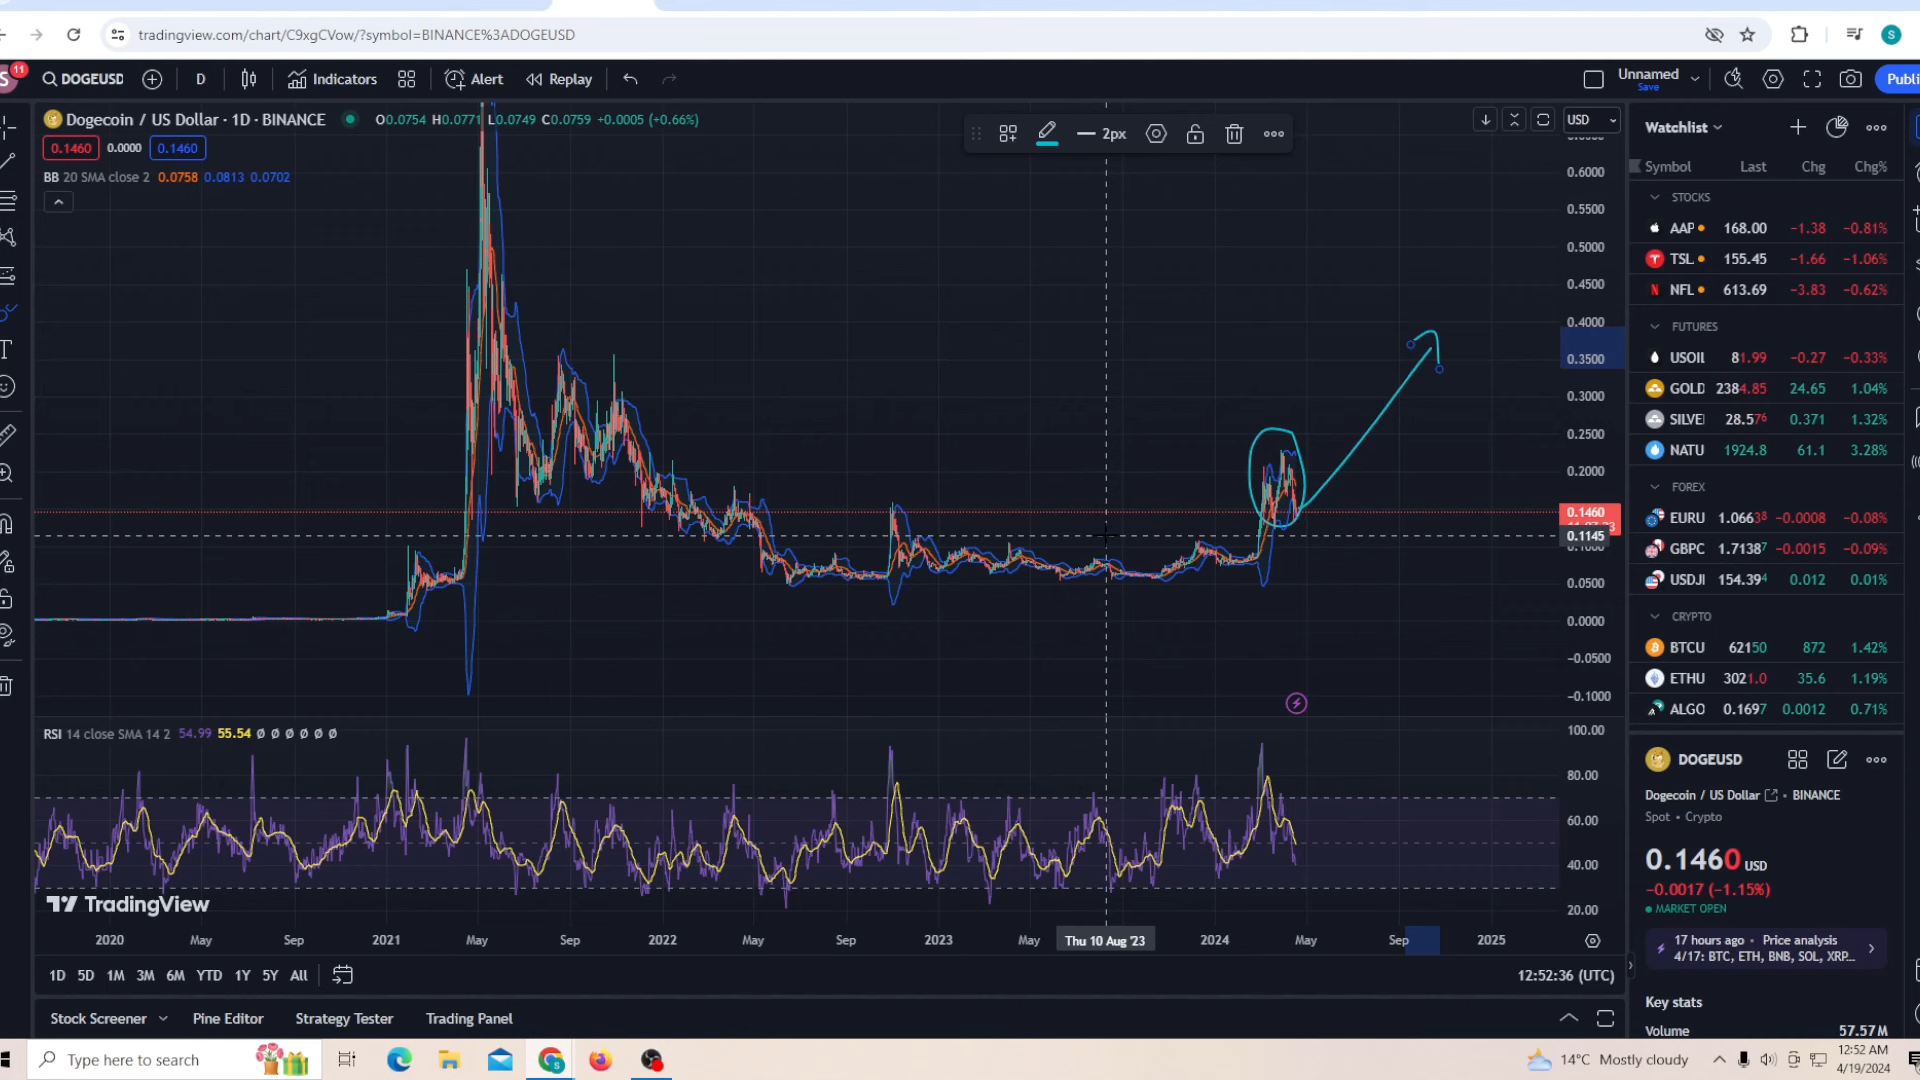 tradingview.com/chart/C9xgCVow/?symbol=BINANCE%3ADOGEUSD
S
11
DOGEUSD
D
Indicators
Alert
Replay
Unnamed
Save
Publi
Dogecoin / US Dollar · 1D · BINANCE
O0.0754 H0.0771 L0.0749 C0.0759 +0.0005 (+0.66%)
0.1460 0.0000 0.1460
BB 20 SMA close 2 0.0758 0.0813 0.0702
2px
USD
0.6000
0.5500
0.5000
0.4500
0.4000
0.3500
0.3000
0.2500
0.2000
0.1460
0.1145
0.1000
0.0500
0.0000
−0.0500
−0.1000
RSI 14 close SMA 14 2 54.99 55.54 Ø Ø Ø Ø Ø Ø
100.00
80.00
60.00
40.00
20.00
TradingView
2020 May Sep 2021 May Sep 2022 May Sep 2023 May Thu 10 Aug '23 2024 May Sep 2025
1D 5D 1M 3M 6M YTD 1Y 5Y All
12:52:36 (UTC)
Stock Screener Pine Editor Strategy Tester Trading Panel
Watchlist
Symbol Last Chg Chg%
STOCKS
AAP 168.00 −1.38 −0.81%
TSL 155.45 −1.66 −1.06%
NFL 613.69 −3.83 −0.62%
FUTURES
USOIL 81.99 −0.27 −0.33%
GOLD 2384.85 24.65 1.04%
SILVE 28.576 0.371 1.32%
NATU 1924.8 61.1 3.28%
FOREX
EURU 1.06638 −0.0008 −0.08%
GBPC 1.71387 −0.0015 −0.09%
USDJI 154.394 0.012 0.01%
CRYPTO
BTCU 62150 872 1.42%
ETHU 3021.0 35.6 1.19%
ALGO 0.1697 0.0012 0.71%
DOGEUSD
Dogecoin / US Dollar • BINANCE
Spot • Crypto
0.1460 USD
−0.0017 (−1.15%)
MARKET OPEN
17 hours ago • Price analysis
4/17: BTC, ETH, BNB, SOL, XRP...
Key stats
Volume 57.57M
Type here to search
14°C Mostly cloudy
12:52 AM
4/19/2024